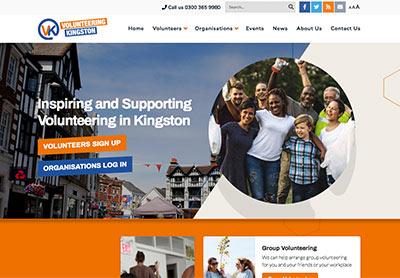 Call us 0300 365 9980
Search...
A A A
VK VOLUNTEERING
KINGSTON
Home Volunteers Organisations Events News About Us Contact Us
Inspiring and Supporting
Volunteering in Kingston
VOLUNTEERS SIGN UP
ORGANISATIONS LOG IN
Group Volunteering
We can help arrange group volunteering
for you and your friends or your workplace